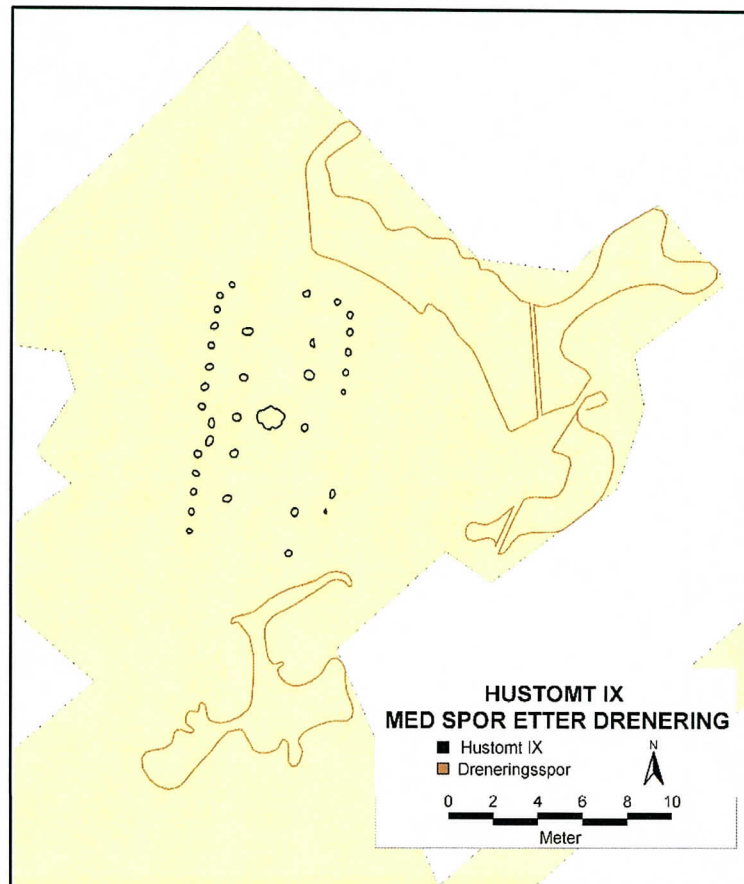 HUSTOMT IX
MED SPOR ETTER DRENERING
Hustomt IX
Dreneringsspor
N
0 2 4 6 8 10
Meter